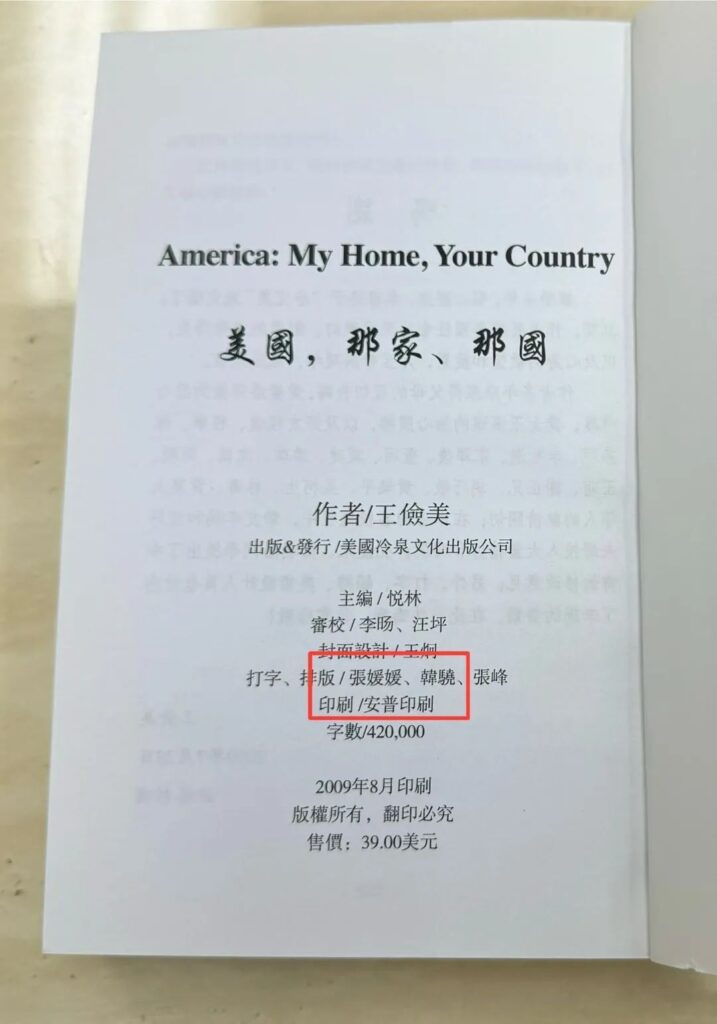 America: My Home, Your Country
美國，那家、那國
作者/王儉美
出版&發行/美國冷泉文化出版公司
主編/悦林
審校/李旸、汪坪
封面設計/王炯
打字、排版/張媛媛、韓驍、張峰
印刷/安普印刷
字數/420,000
2009年8月印刷
版權所有，翻印必究
售價：39.00美元